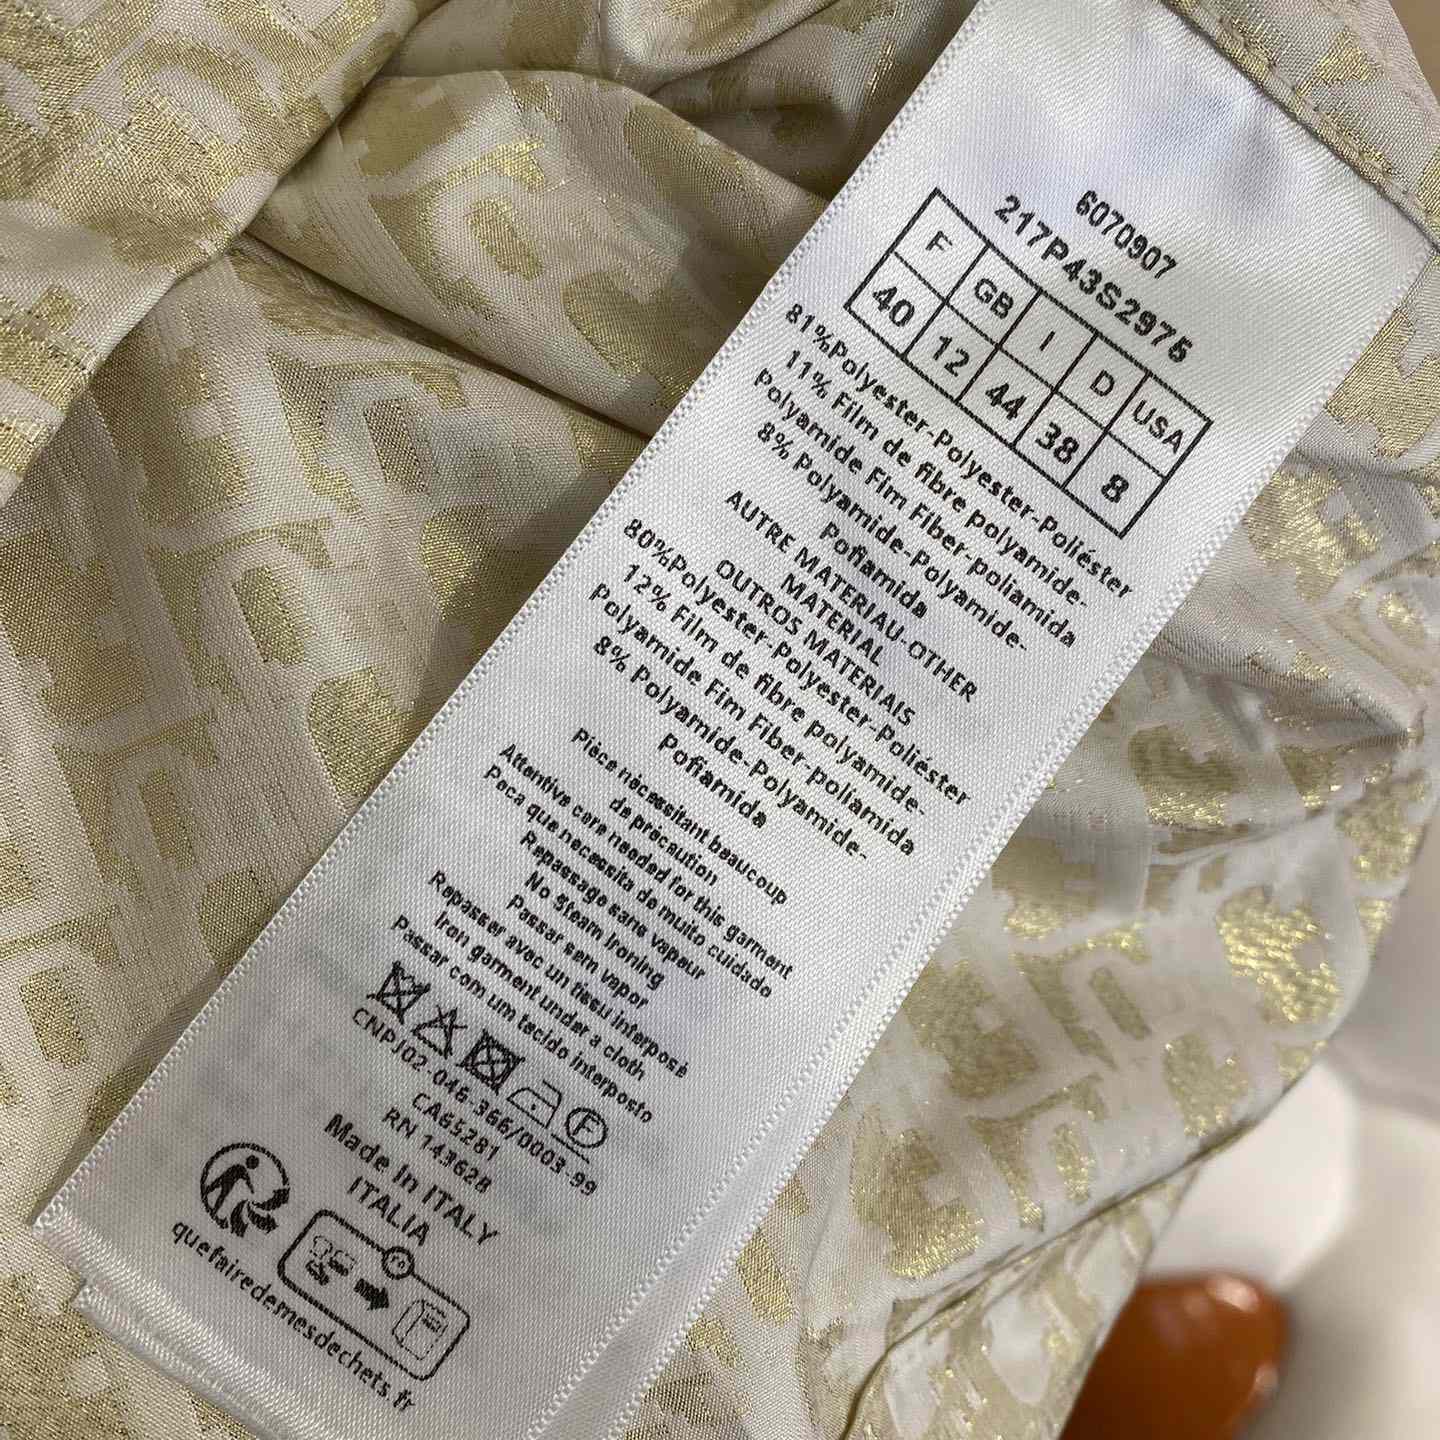 6070907
217P43S2975
F GB I D USA
40 12 44 38 8
81%Polyester-Polyester-Poliéster
11% Film de fibre polyamide-
Polyamide Fim Fiber-poliamida
8% Polyamide-Polyamide-
Pofiamida
AUTRE MATERIAU-OTHER
MATERIAL
OUTROS MATERIAIS
80%Polyester-Polyester-Poliéster
12% Film de fibre polyamide-
Polyamide Fim Fiber-poliamida
8% Polyamide-Polyamide-
Pofiamida
Pièce nécessitant beaucoup
de précaution
Attentive care needed for this garment
Peca que necessita de muito cuidado
Repassage sans vapeur
No Steam Ironing
Passar sem vapor
Repasser avec un tissu interposé
Iron garment under a cloth
Passar com um tecido interposto
F
CNPJ02-046-366/0003-99
CA65281
RN 143628
Made In ITALY
ITALIA
quefairedemesdechets.fr